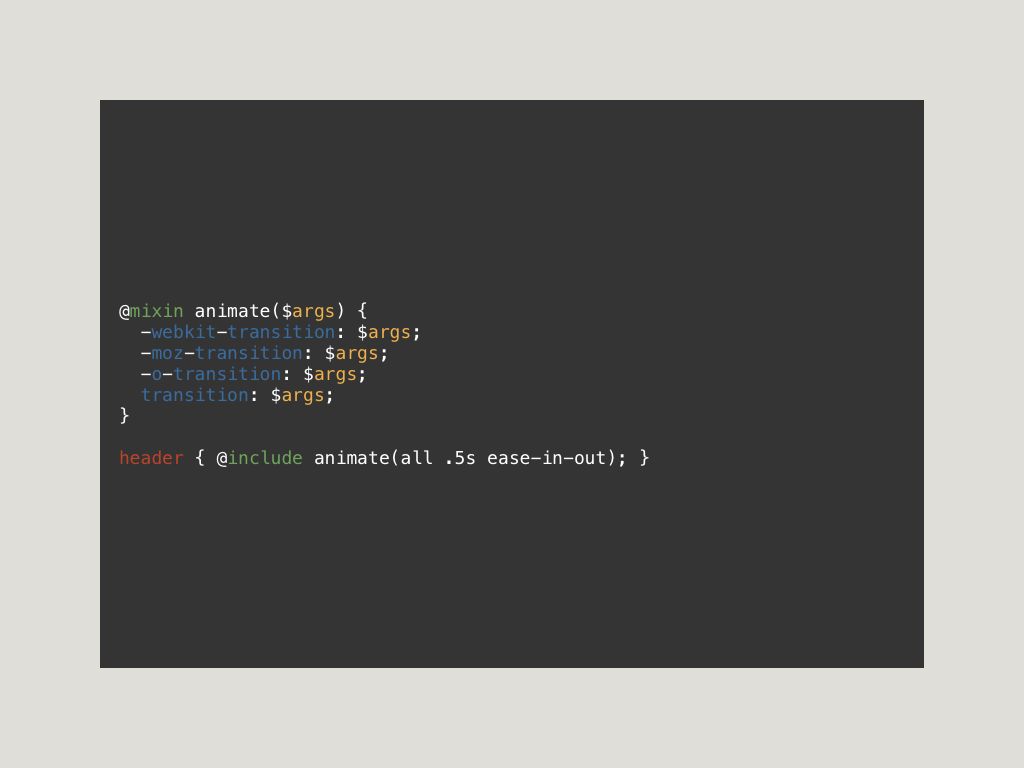 @mixin animate($args) {
  -webkit-transition: $args;
  -moz-transition: $args;
  -o-transition: $args;
  transition: $args;
}

header { @include animate(all .5s ease-in-out); }